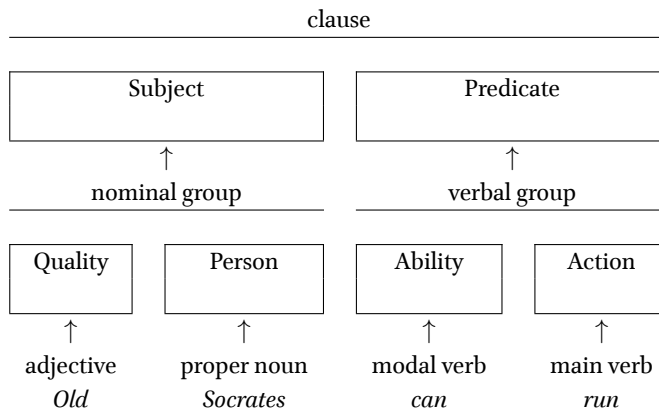 clause
Subject Predicate
↑ ↑
nominal group verbal group
Quality Person Ability Action
↑ ↑ ↑ ↑
adjective proper noun modal verb main verb
Old Socrates can run